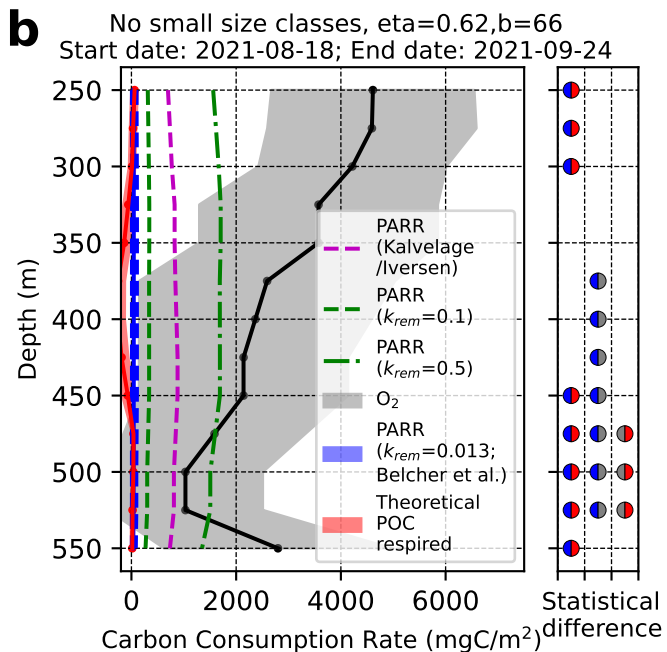 b
No small size classes, eta=0.62,b=66
Start date: 2021-08-18; End date: 2021-09-24
250
300
350
400
450
500
550
Depth (m)
PARR
(Kalvelage
/Iversen)
PARR
(k_rem=0.1)
PARR
(k_rem=0.5)
O₂
PARR
(k_rem=0.013;
Belcher et al.)
Theoretical
POC
respired
0 2000 4000 6000
Carbon Consumption Rate (mgC/m²)
Statistical
difference